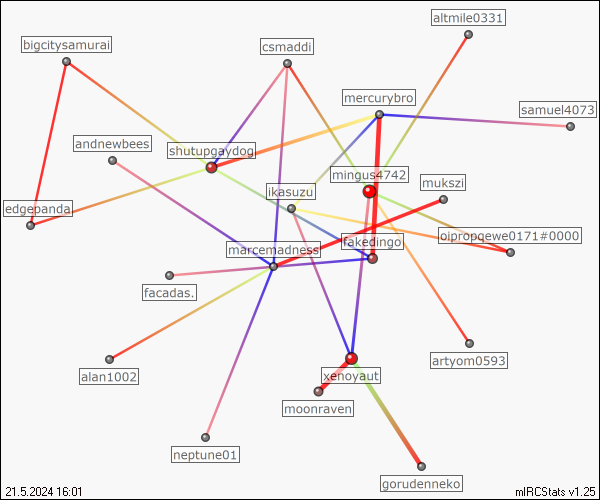 altmile0331
bigcitysamurai
csmaddi
mercurybro
samuel4073
andnewbees
shutupgaydog
mingus4742
mukszi
ikasuzu
edgepanda
oipropqewe0171#0000
fakedingo
marcemadness
facadas.
artyom0593
alan1002
xenoyaut
moonraven
neptune01
gorudenneko
21.5.2024 16:01
mIRCStats v1.25